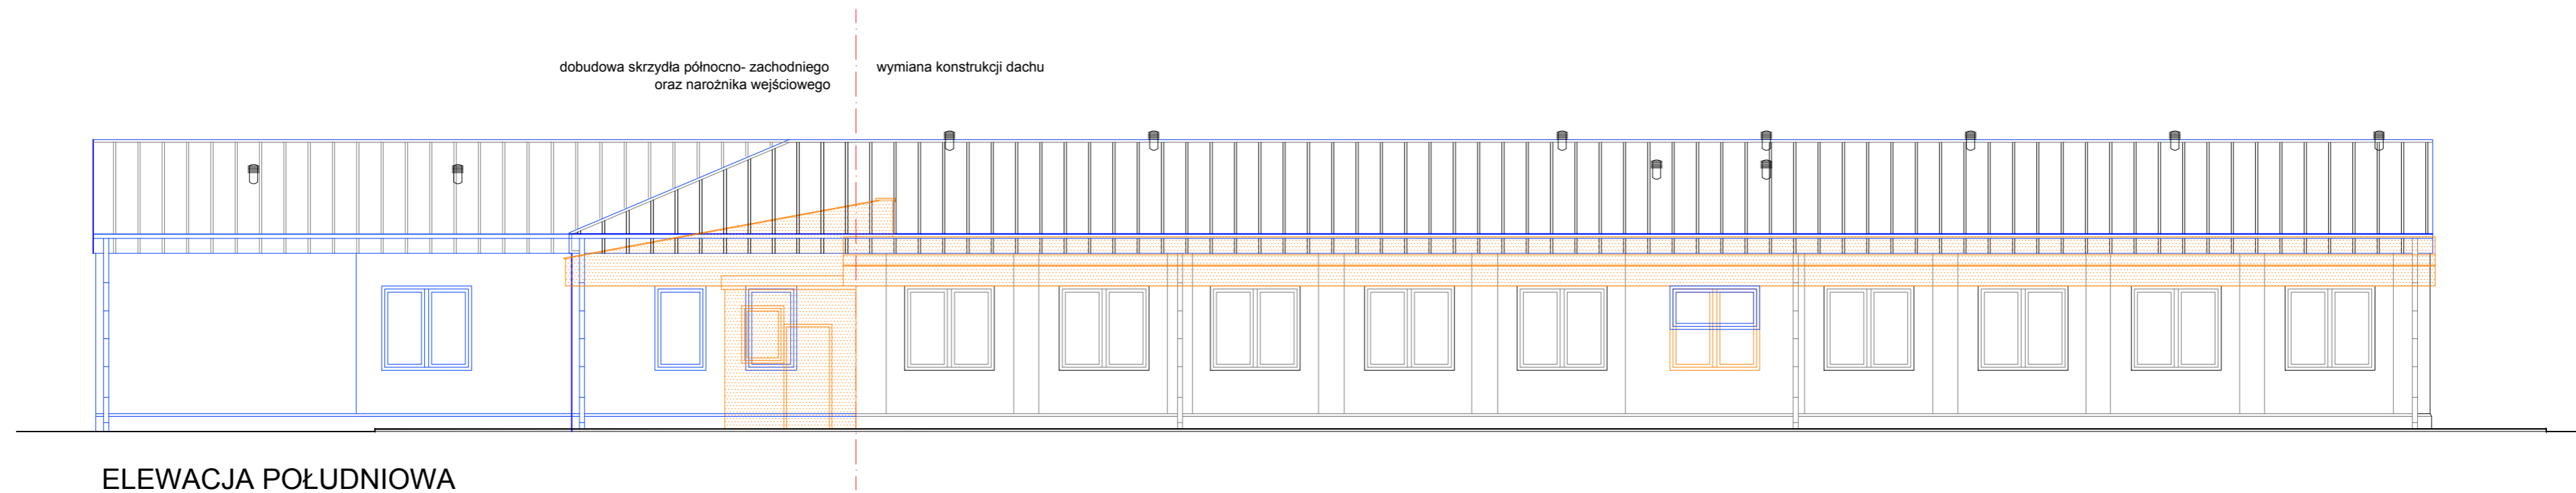 dobudowa skrzydła północno- zachodniego
oraz narożnika wejściowego
wymiana konstrukcji dachu
ELEWACJA POŁUDNIOWA